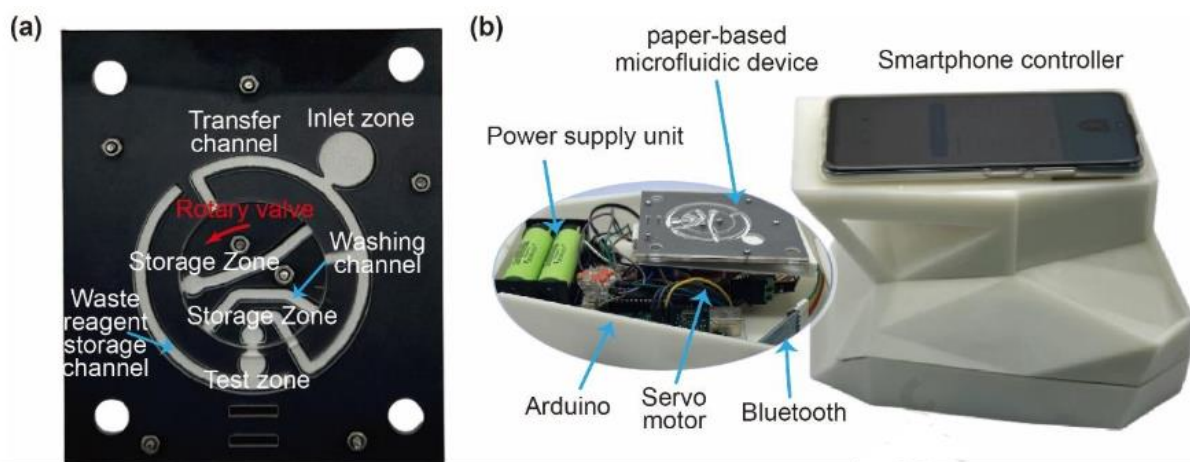 (a)
Transfer
channel
Inlet zone
Rotary valve
Storage Zone
Washing
channel
Storage Zone
Waste
reagent
storage
channel
Test zone
(b)
paper-based
microfluidic device
Smartphone controller
Power supply unit
Arduino
Servo
motor
Bluetooth